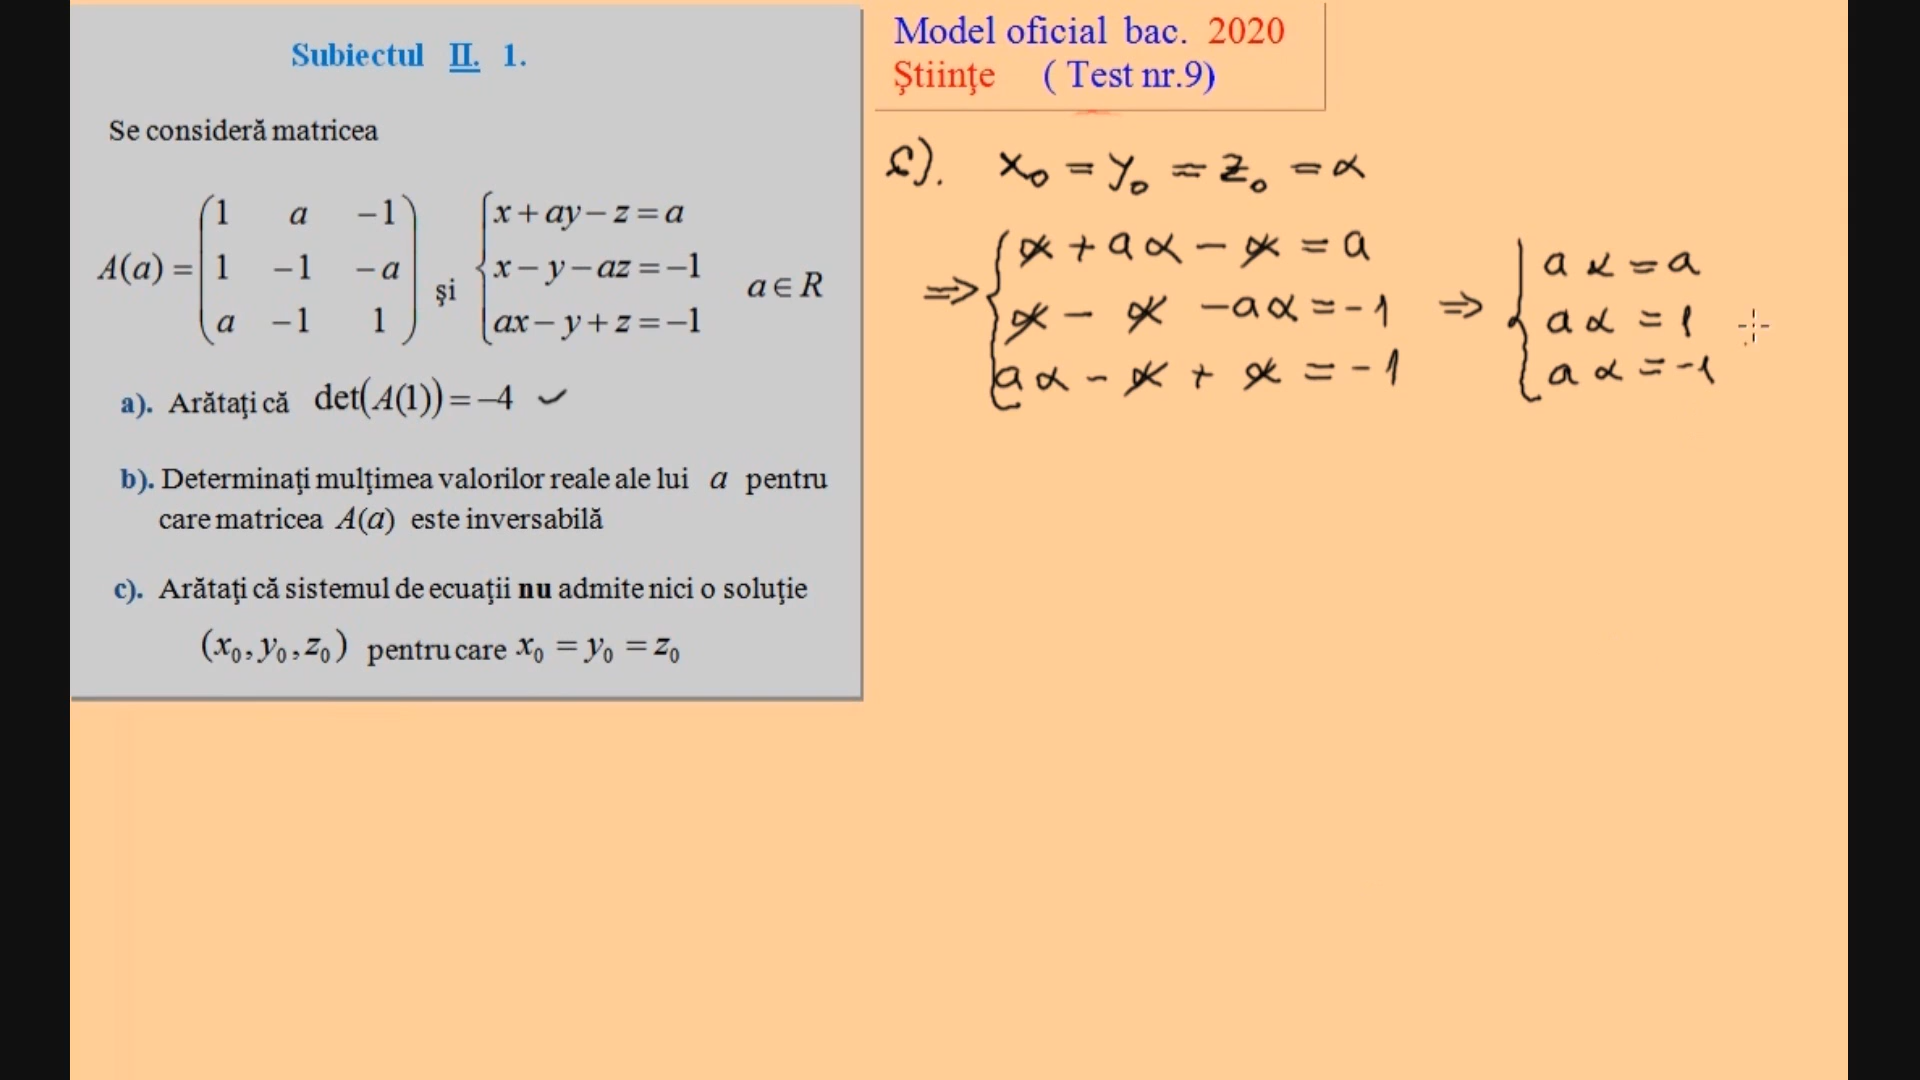 Subiectul II. 1.
Se consideră matricea
A(a) = (1 a −1
1 −1 −a
a −1 1) şi {x + ay − z = a
x − y − az = −1
ax − y + z = −1 a ∈ R
a). Arătaţi că det(A(1)) = −4 ✓
b). Determinaţi mulţimea valorilor reale ale lui a pentru
care matricea A(a) este inversabilă
c). Arătaţi că sistemul de ecuaţii nu admite nici o soluţie
(x₀, y₀, z₀) pentru care x₀ = y₀ = z₀
Model oficial bac. 2020
Ştiinţe ( Test nr.9)
c). x₀ = y₀ = z₀ = α
⇒ {α + aα − α = a
α − α − aα = −1
aα − α + α = −1
⇒ {aα = a
aα = 1
aα = −1